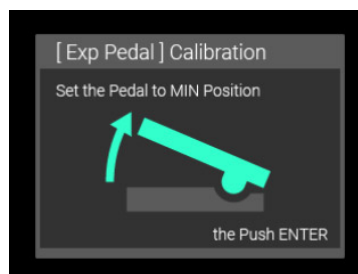 [ Exp Pedal ] Calibration
Set the Pedal to MIN Position
the Push ENTER